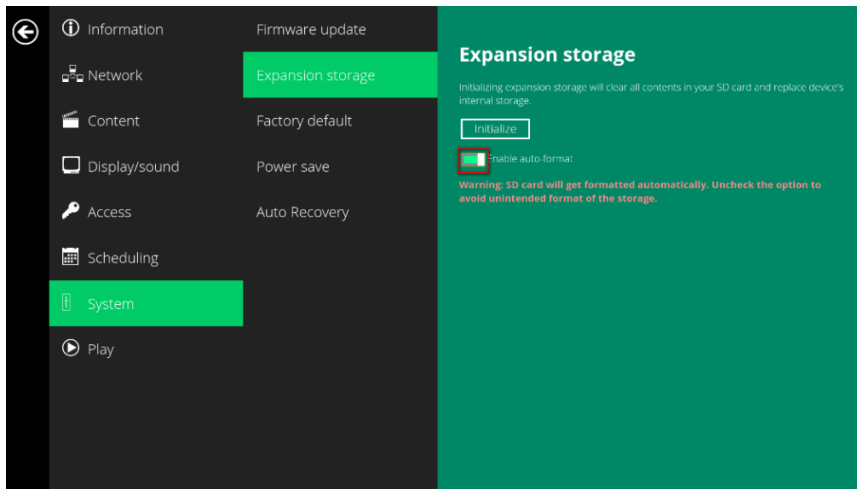 Information
Network
Content
Display/sound
Access
Scheduling
System
Play
Firmware update
Expansion storage
Factory default
Power save
Auto Recovery
Expansion storage
Initializing expansion storage will clear all contents in your SD card and replace device's
internal storage.
Initialize
Enable auto-format
Warning: SD card will get formatted automatically. Uncheck the option to
avoid unintended format of the storage.